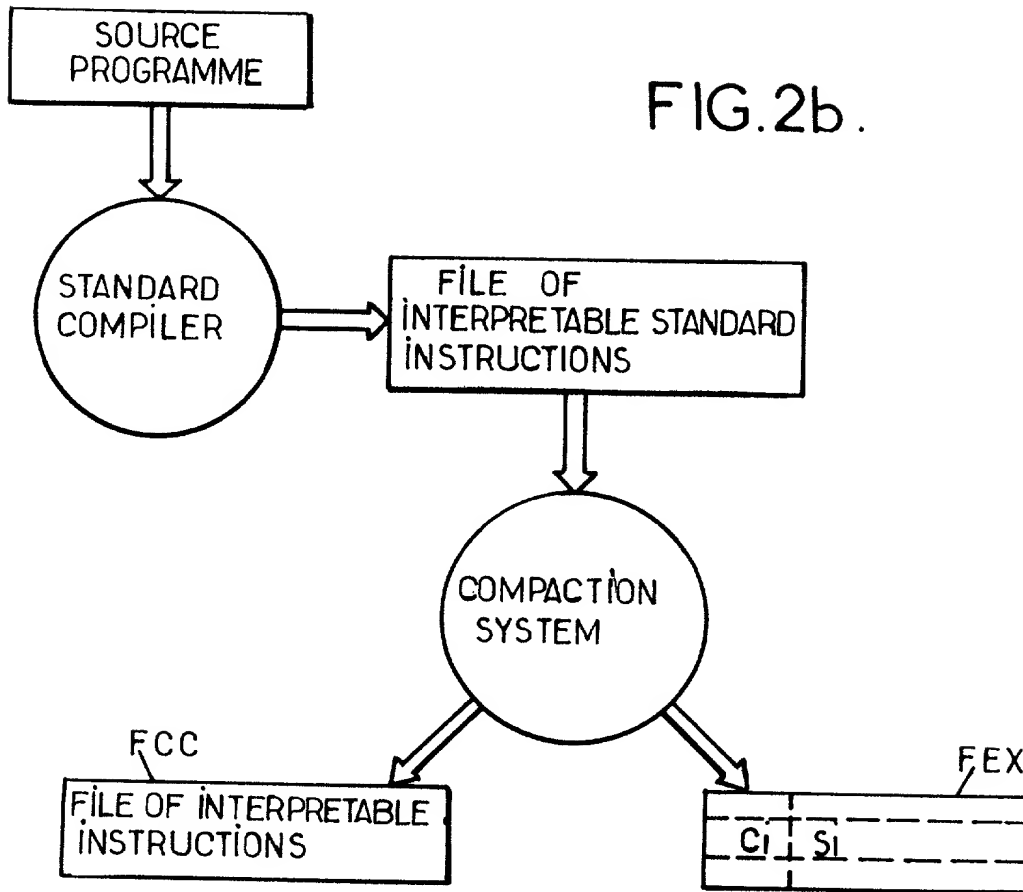 SOURCE
PROGRAMME
FIG.2b.
STANDARD
COMPILER
FILE OF
INTERPRETABLE STANDARD
INSTRUCTIONS
COMPACTION
SYSTEM
FCC
FILE OF INTERPRETABLE
INSTRUCTIONS
FEX
Ci Si